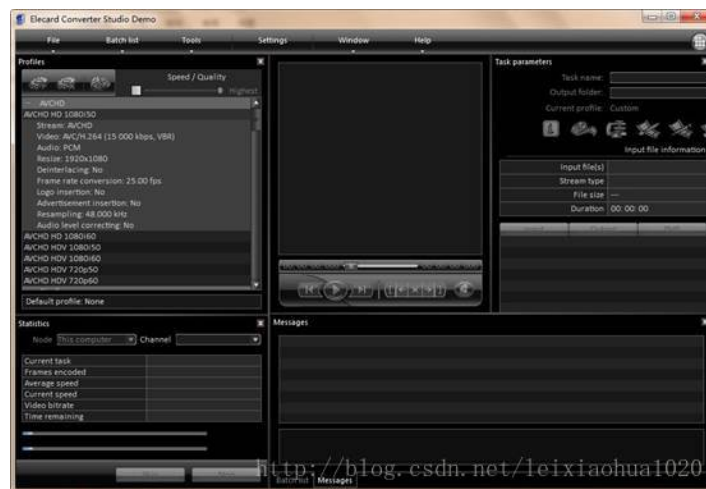 Elecard Converter Studio Demo
File Batch list Tools Settings Window Help
Profiles
Speed / Quality
Highest
AVCHD
AVCHD HD 1080i50
Stream: AVCHD
Video: AVC/H.264 (15 000 kbps, VBR)
Audio: PCM
Resize: 1920x1080
Deinterlacing: No
Frame rate conversion: 25.00 fps
Logo insertion: No
Advertisement insertion: No
Resampling: 48.000 kHz
Audio level correcting: No
AVCHD HD 1080i60
AVCHD HDV 1080i50
AVCHD HDV 1080i60
AVCHD HDV 720p50
AVCHD HDV 720p60
Default profile: None
Task parameters
Task name:
Output folder:
Current profile: Custom
Input file information
Input file(s)
Stream type
File size ---
Duration 00: 00: 00
Statistics
Node This computer Channel
Current task
Frames encoded
Average speed
Current speed
Video bitrate
Time remaining
Messages
Batch list Messages
http://blog.csdn.net/leixiaohua1020